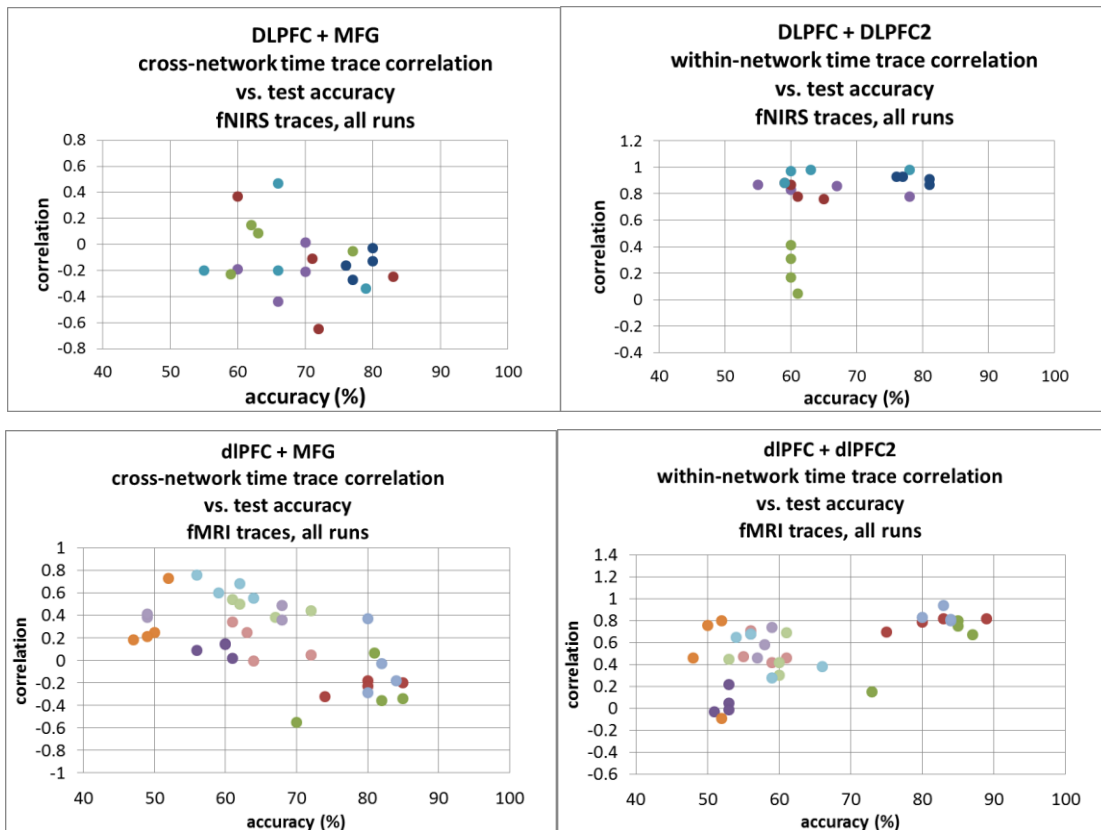 DLPFC + MFG
cross-network time trace correlation
vs. test accuracy
fNIRS traces, all runs
0.8
0.6
0.4
0.2
0
-0.2
-0.4
-0.6
-0.8
correlation
40 50 60 70 80 90 100
accuracy (%)
DLPFC + DLPFC2
within-network time trace correlation
vs. test accuracy
fNIRS traces, all runs
1.2
1
0.8
0.6
0.4
0.2
0
-0.2
-0.4
correlation
40 50 60 70 80 90 100
accuracy (%)
dlPFC + MFG
cross-network time trace correlation
vs. test accuracy
fMRI traces, all runs
1
0.8
0.6
0.4
0.2
0
-0.2
-0.4
-0.6
-0.8
-1
correlation
40 50 60 70 80 90 100
accuracy (%)
dlPFC + dlPFC2
within-network time trace correlation
vs. test accuracy
fMRI traces, all runs
1.4
1.2
1
0.8
0.6
0.4
0.2
0
-0.2
-0.4
-0.6
correlation
40 50 60 70 80 90 100
accuracy (%)